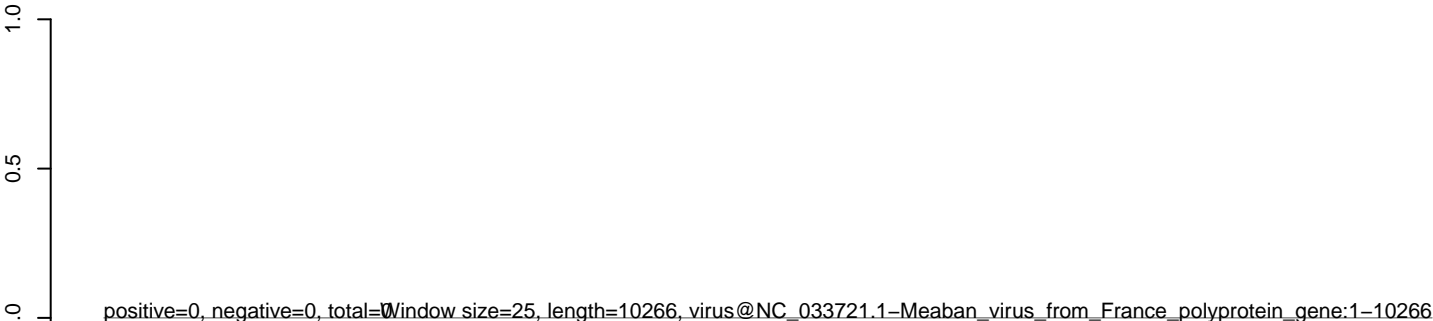 1.0
0.5
.0
positive=0, negative=0, total=0
Window size=25, length=10266, virus@NC_033721.1−Meaban_virus_from_France_polyprotein_gene:1−10266